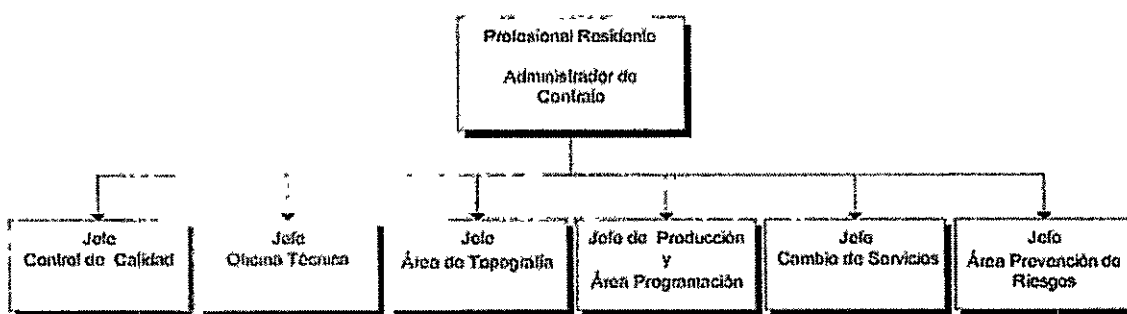 Profesional Residente
Administrador de
Contrato
Jefe
Control de Calidad
Jefe
Oficina Técnica
Jefe
Área de Topografía
Jefe de Producción
y
Área Programación
Jefe
Cambio de Servicios
Jefe
Área Prevención de
Riesgos